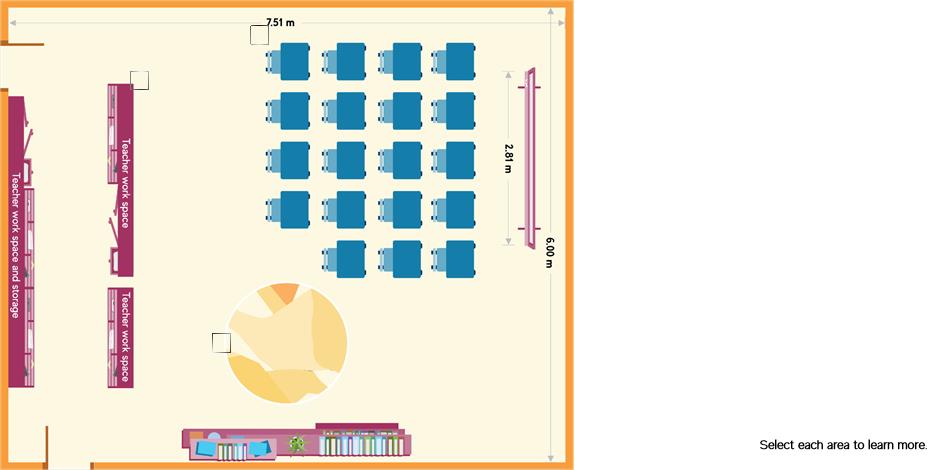 7.51 m
Teacher work space
2.81 m
Teacher work space and storage
6.00 m
Teacher work space
Select each area to learn more.